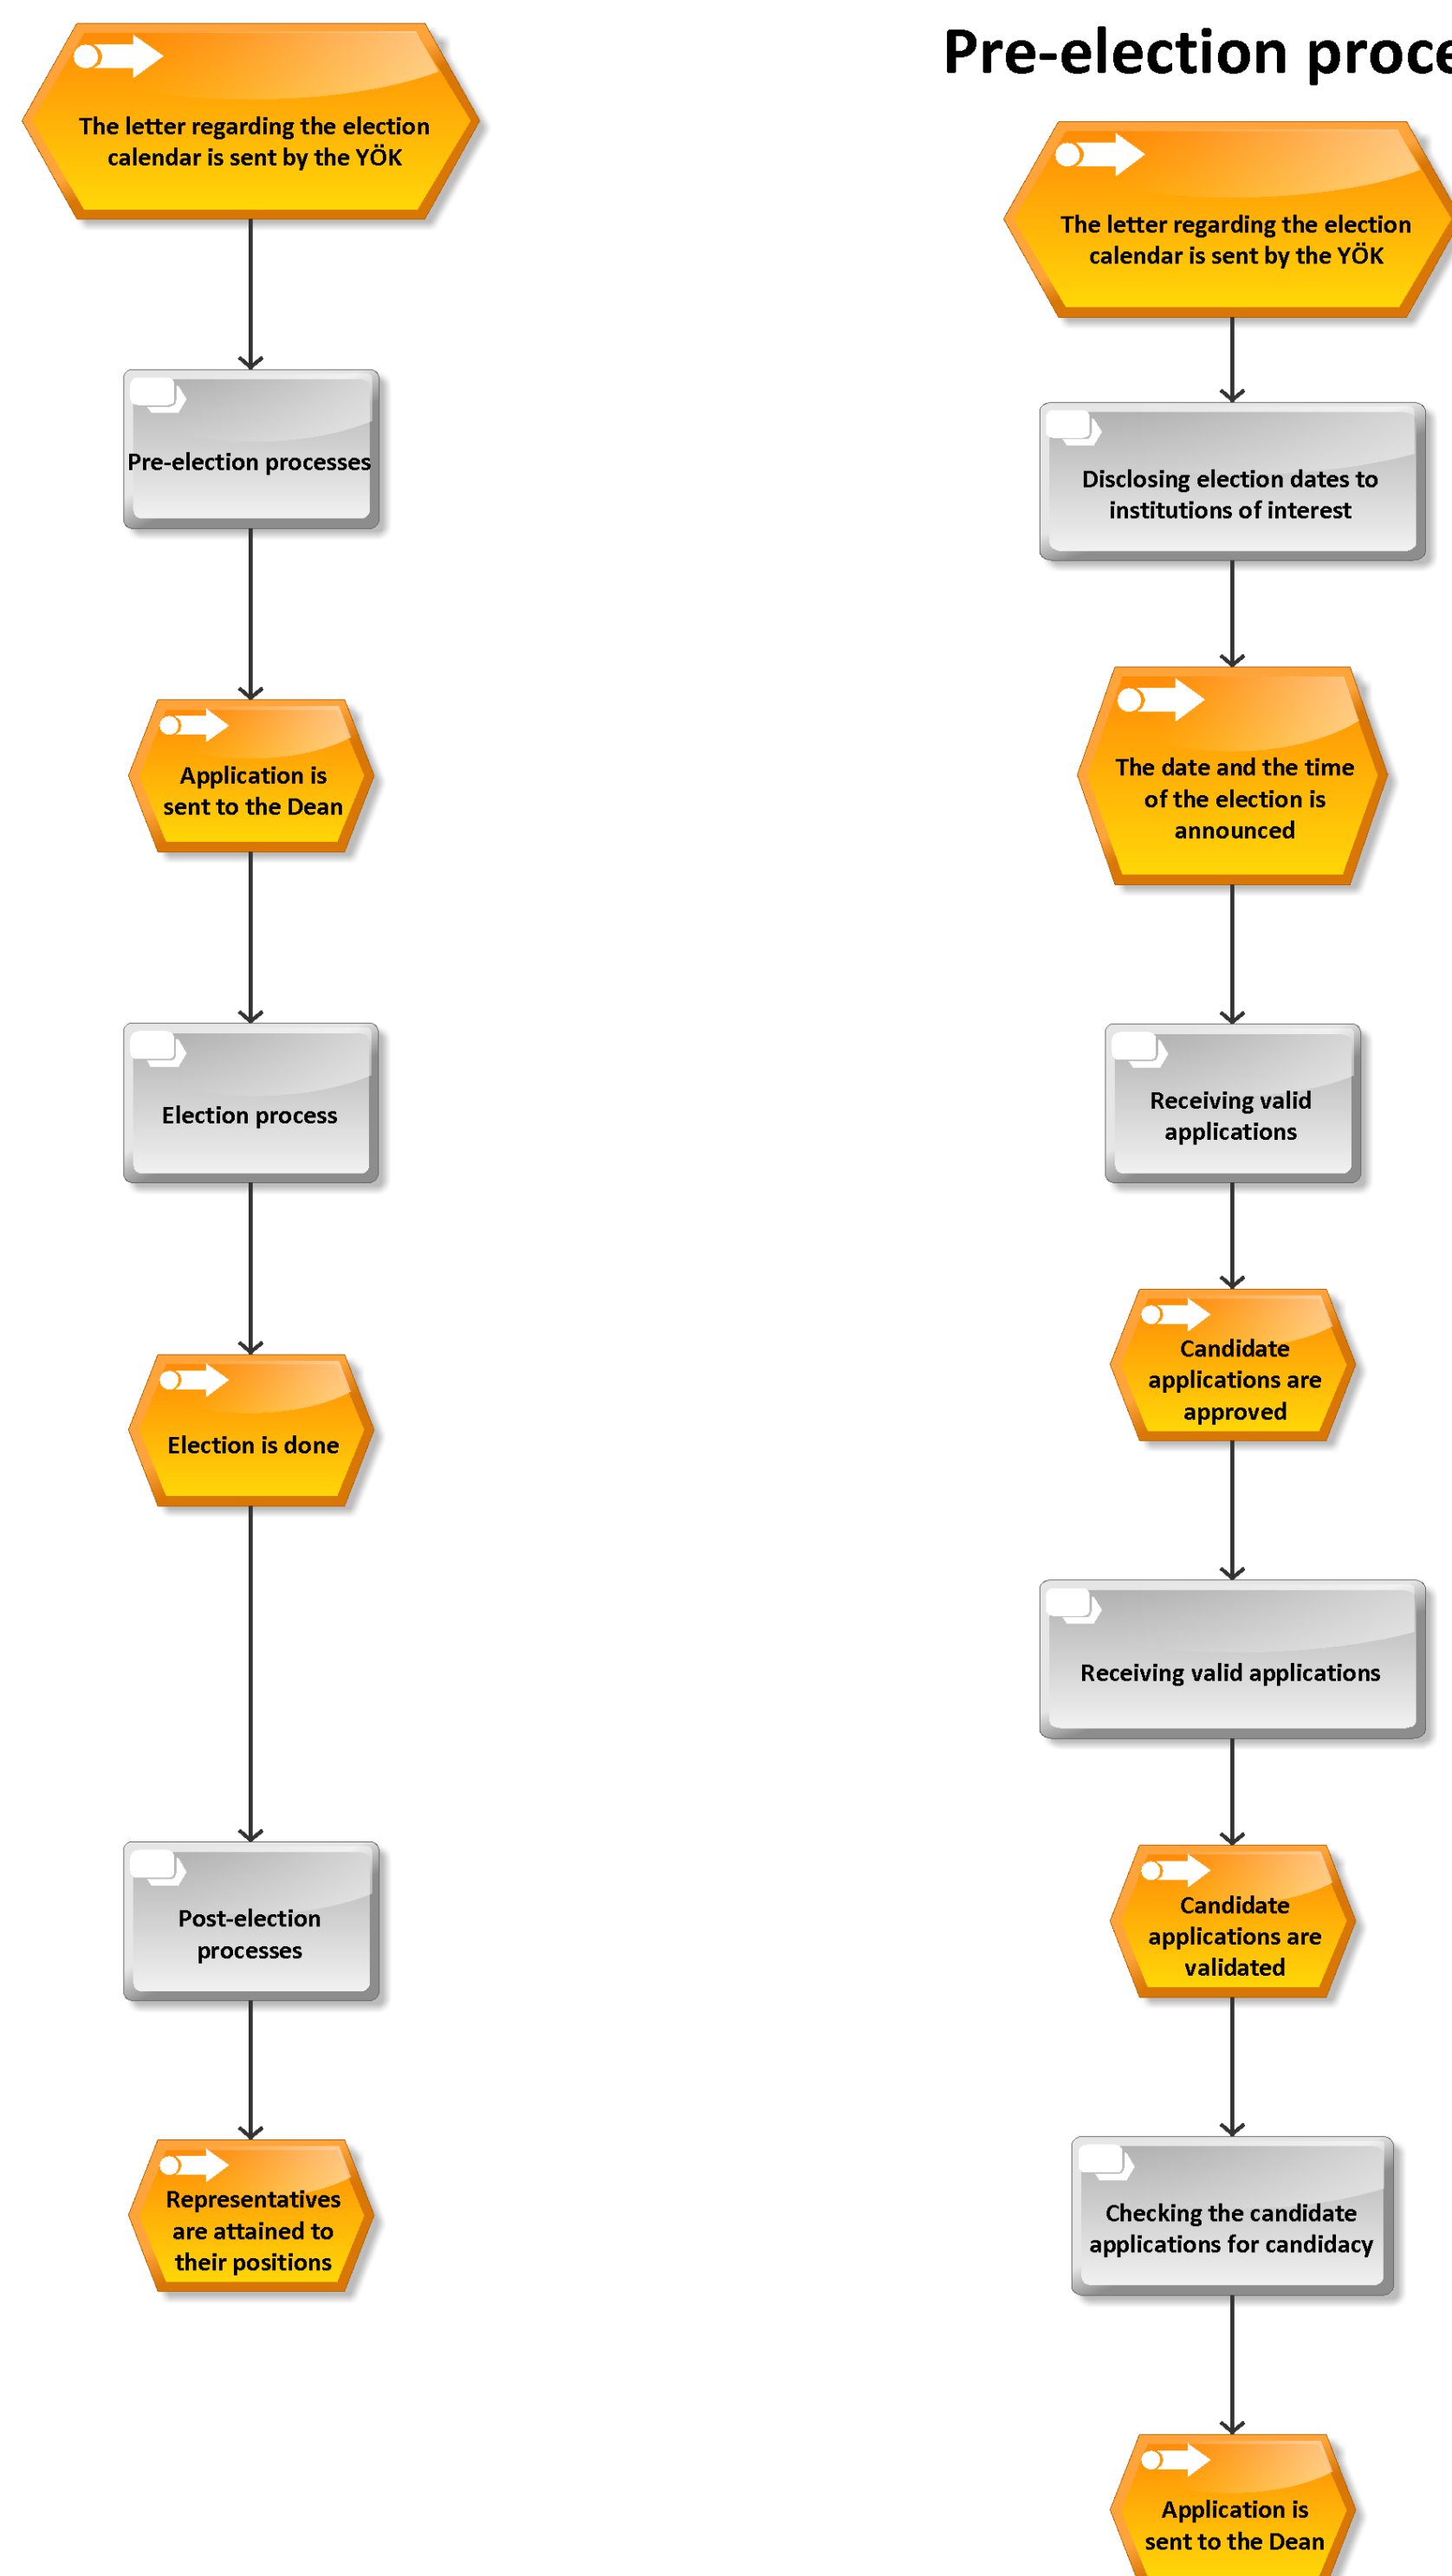 The letter regarding the election
calendar is sent by the YÖK
Pre-election processes
Application is
sent to the Dean
Election process
Election is done
Post-election
processes
Representatives
are attained to
their positions
Pre-election proce
The letter regarding the election
calendar is sent by the YÖK
Disclosing election dates to
institutions of interest
The date and the time
of the election is
announced
Receiving valid
applications
Candidate
applications are
approved
Receiving valid applications
Candidate
applications are
validated
Checking the candidate
applications for candidacy
Application is
sent to the Dean